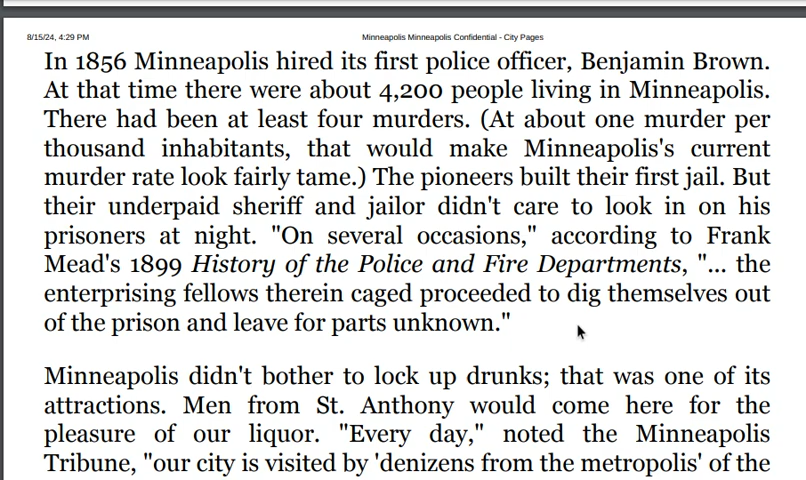 8/15/24, 4:29 PM
Minneapolis Minneapolis Confidential - City Pages
In 1856 Minneapolis hired its first police officer, Benjamin Brown.
At that time there were about 4,200 people living in Minneapolis.
There had been at least four murders. (At about one murder per
thousand inhabitants, that would make Minneapolis's current
murder rate look fairly tame.) The pioneers built their first jail. But
their underpaid sheriff and jailor didn't care to look in on his
prisoners at night. "On several occasions," according to Frank
Mead's 1899 History of the Police and Fire Departments, "... the
enterprising fellows therein caged proceeded to dig themselves out
of the prison and leave for parts unknown."
Minneapolis didn't bother to lock up drunks; that was one of its
attractions. Men from St. Anthony would come here for the
pleasure of our liquor. "Every day," noted the Minneapolis
Tribune, "our city is visited by 'denizens from the metropolis' of the